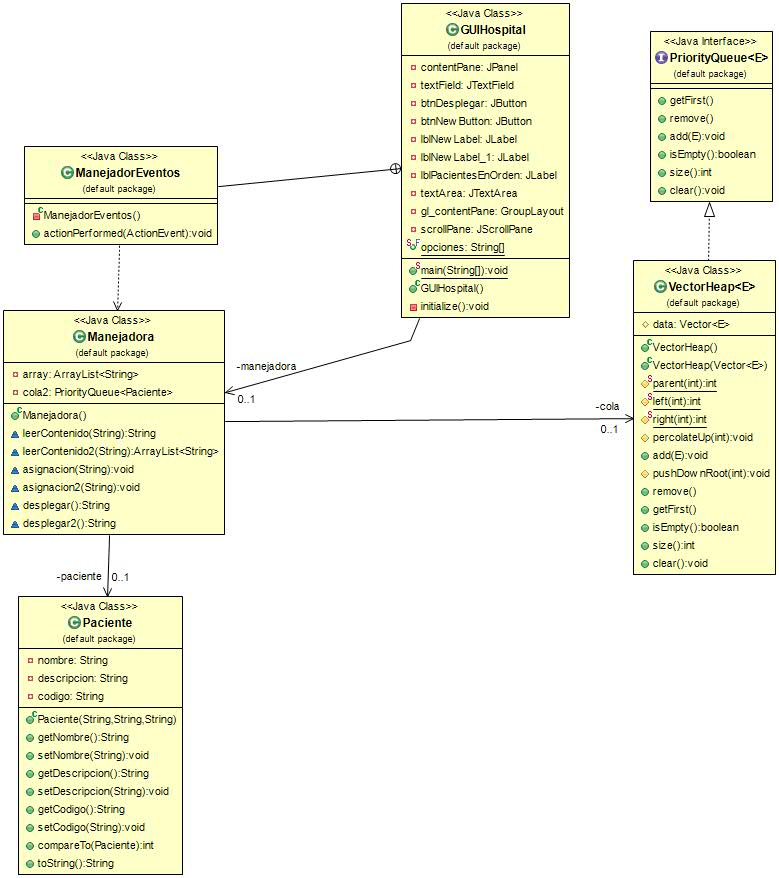 <<Java Class>>
GUIHospital
(default package)
contentPane: JPanel
textField: JTextField
btnDesplegar: JButton
btnNew Button: JButton
lblNew Label: JLabel
lblNew Label_1: JLabel
lblPacientesEnOrden: JLabel
textArea: JTextArea
gl_contentPane: GroupLayout
scrollPane: JScrollPane
opciones: String[]
main(String[]):void
GUIHospital()
initialize():void
<<Java Interface>>
PriorityQueue<E>
(default package)
getFirst()
remove()
add(E):void
isEmpty():boolean
size():int
clear():void
<<Java Class>>
ManejadorEventos
(default package)
ManejadorEventos()
actionPerformed(ActionEvent):void
<<Java Class>>
VectorHeap<E>
(default package)
data: Vector<E>
VectorHeap()
VectorHeap(Vector<E>)
parent(int):int
left(int):int
right(int):int
percolateUp(int):void
add(E):void
pushDownRoot(int):void
remove()
getFirst()
isEmpty():boolean
size():int
clear():void
<<Java Class>>
Manejadora
(default package)
array: ArrayList<String>
cola2: PriorityQueue<Paciente>
Manejadora()
leerContenido(String):String
leerContenido2(String):ArrayList<String>
asignacion(String):void
asignacion2(String):void
desplegar():String
desplegar2():String
-manejadora
0..1
-cola
0..1
-paciente
0..1
<<Java Class>>
Paciente
(default package)
nombre: String
descripcion: String
codigo: String
Paciente(String,String,String)
getNombre():String
setNombre(String):void
getDescripcion():String
setDescripcion(String):void
getCodigo():String
setCodigo(String):void
compareTo(Paciente):int
toString():String